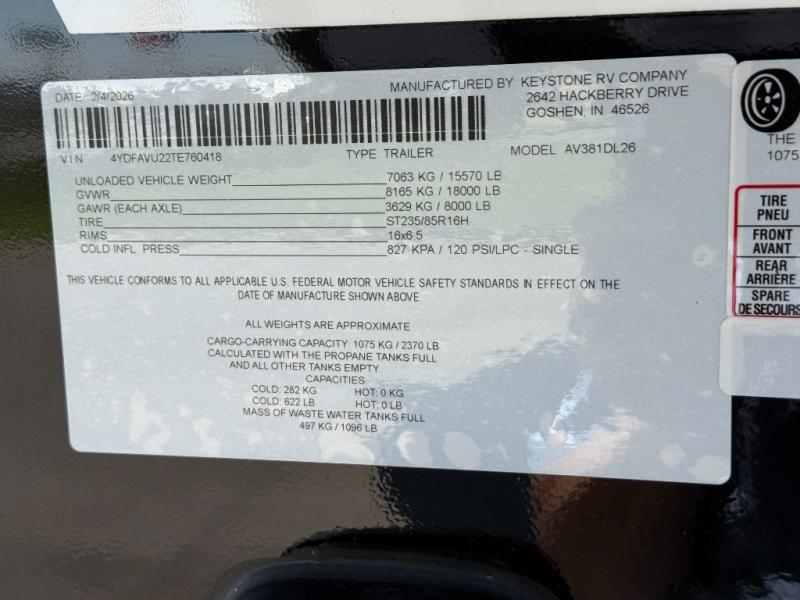 DATE: 2/4/2026
MANUFACTURED BY KEYSTONE RV COMPANY
2642 HACKBERRY DRIVE
GOSHEN, IN 46526
VIN 4YDFAVU22TE760418 TYPE TRAILER MODEL AV381DL26
UNLOADED VEHICLE WEIGHT 7063 KG / 15570 LB
GVWR 8165 KG / 18000 LB
GAWR (EACH AXLE) 3629 KG / 8000 LB
TIRE ST235/85R16H
RIMS 16x6.5
COLD INFL. PRESS 827 KPA / 120 PSI/LPC - SINGLE
THIS VEHICLE CONFORMS TO ALL APPLICABLE U.S. FEDERAL MOTOR VEHICLE SAFETY STANDARDS IN EFFECT ON THE
DATE OF MANUFACTURE SHOWN ABOVE
ALL WEIGHTS ARE APPROXIMATE
CARGO-CARRYING CAPACITY: 1075 KG / 2370 LB
CALCULATED WITH THE PROPANE TANKS FULL
AND ALL OTHER TANKS EMPTY
CAPACITIES
COLD: 282 KG HOT: 0 KG
COLD: 622 LB HOT: 0 LB
MASS OF WASTE WATER TANKS FULL
497 KG / 1096 LB
THE
1075
TIRE
PNEU
FRONT
AVANT
REAR
ARRIÈRE
SPARE
DE SECOURS